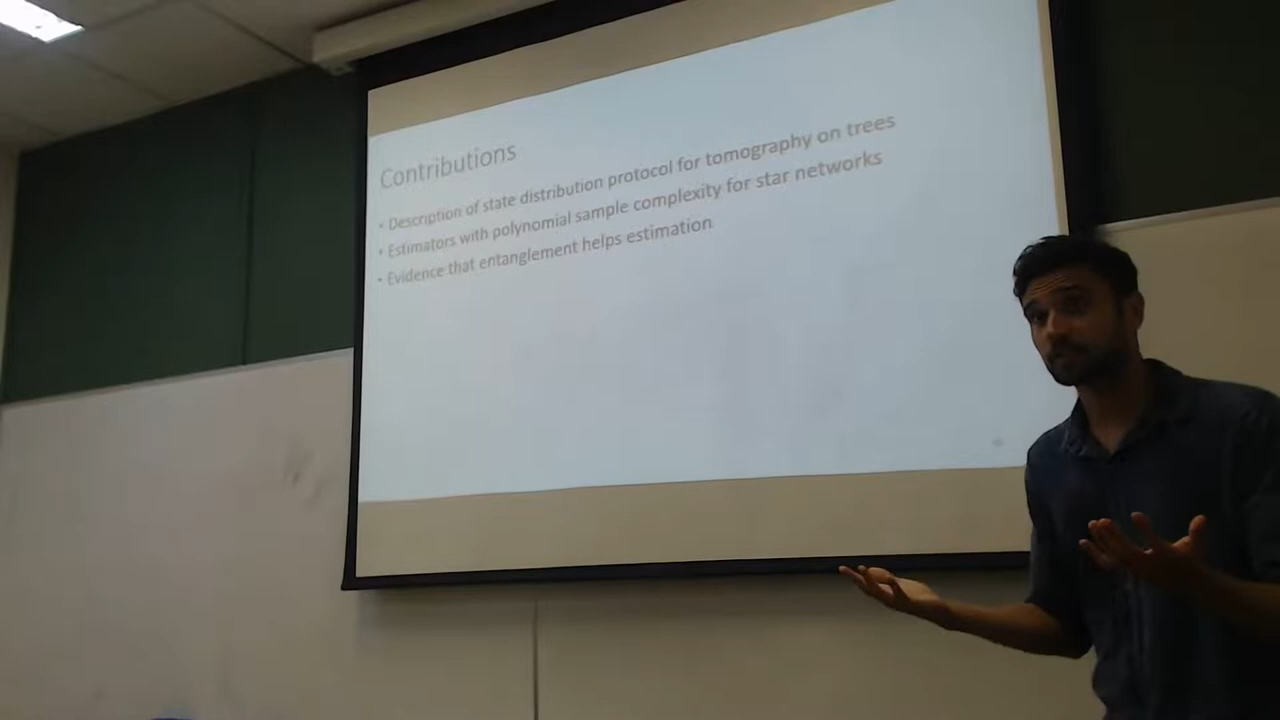 Contributions
• Description of state distribution protocol for tomography on trees
• Estimators with polynomial sample complexity for star networks
• Evidence that entanglement helps estimation